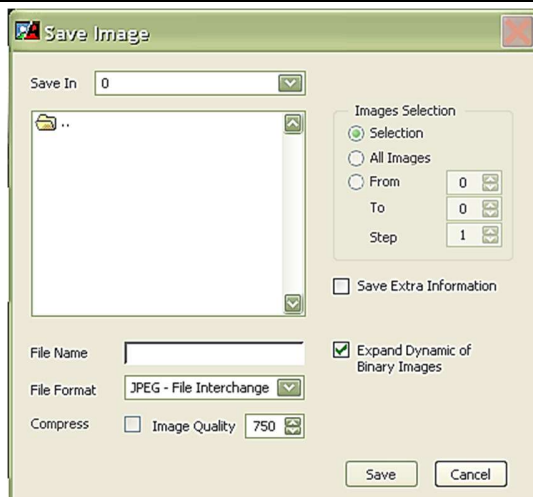 Save Image
Save In 0
..
Images Selection
Selection
All Images
From 0
To 0
Step 1
Save Extra Information
File Name
Expand Dynamic of
Binary Images
File Format JPEG - File Interchange
Compress Image Quality 750
Save Cancel